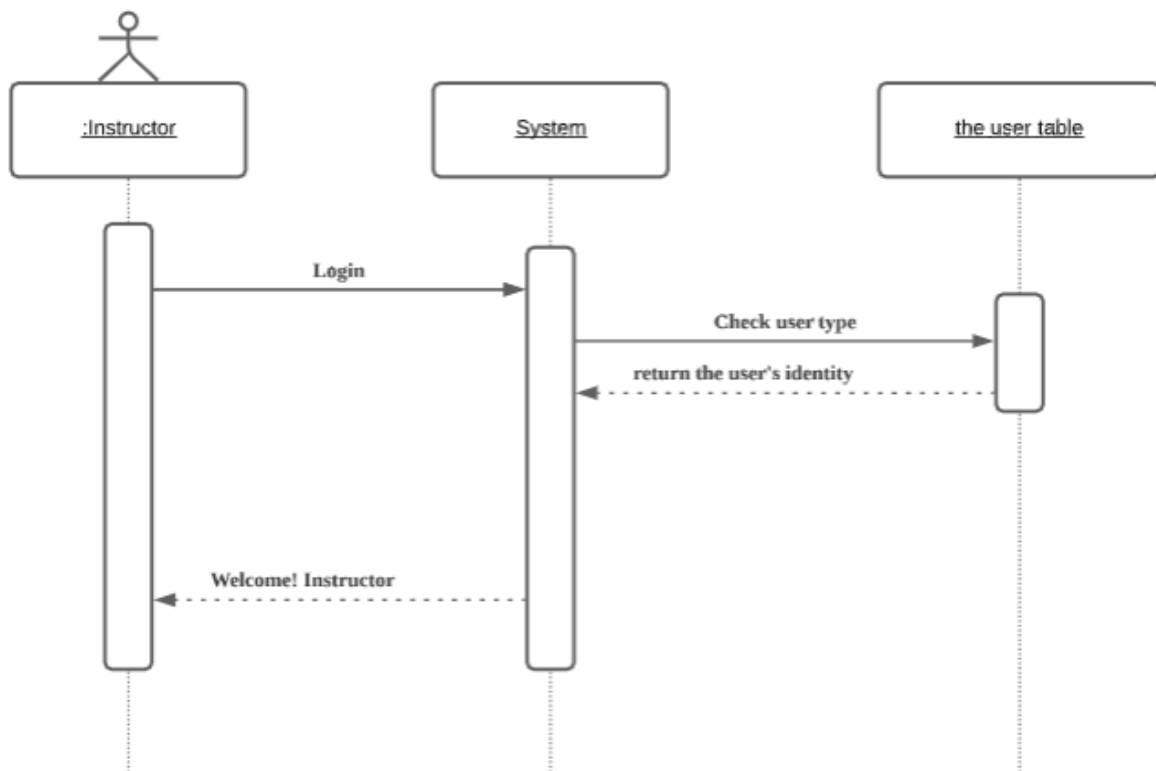 :Instructor
System
the user table
Login
Check user type
return the user's identity
Welcome! Instructor